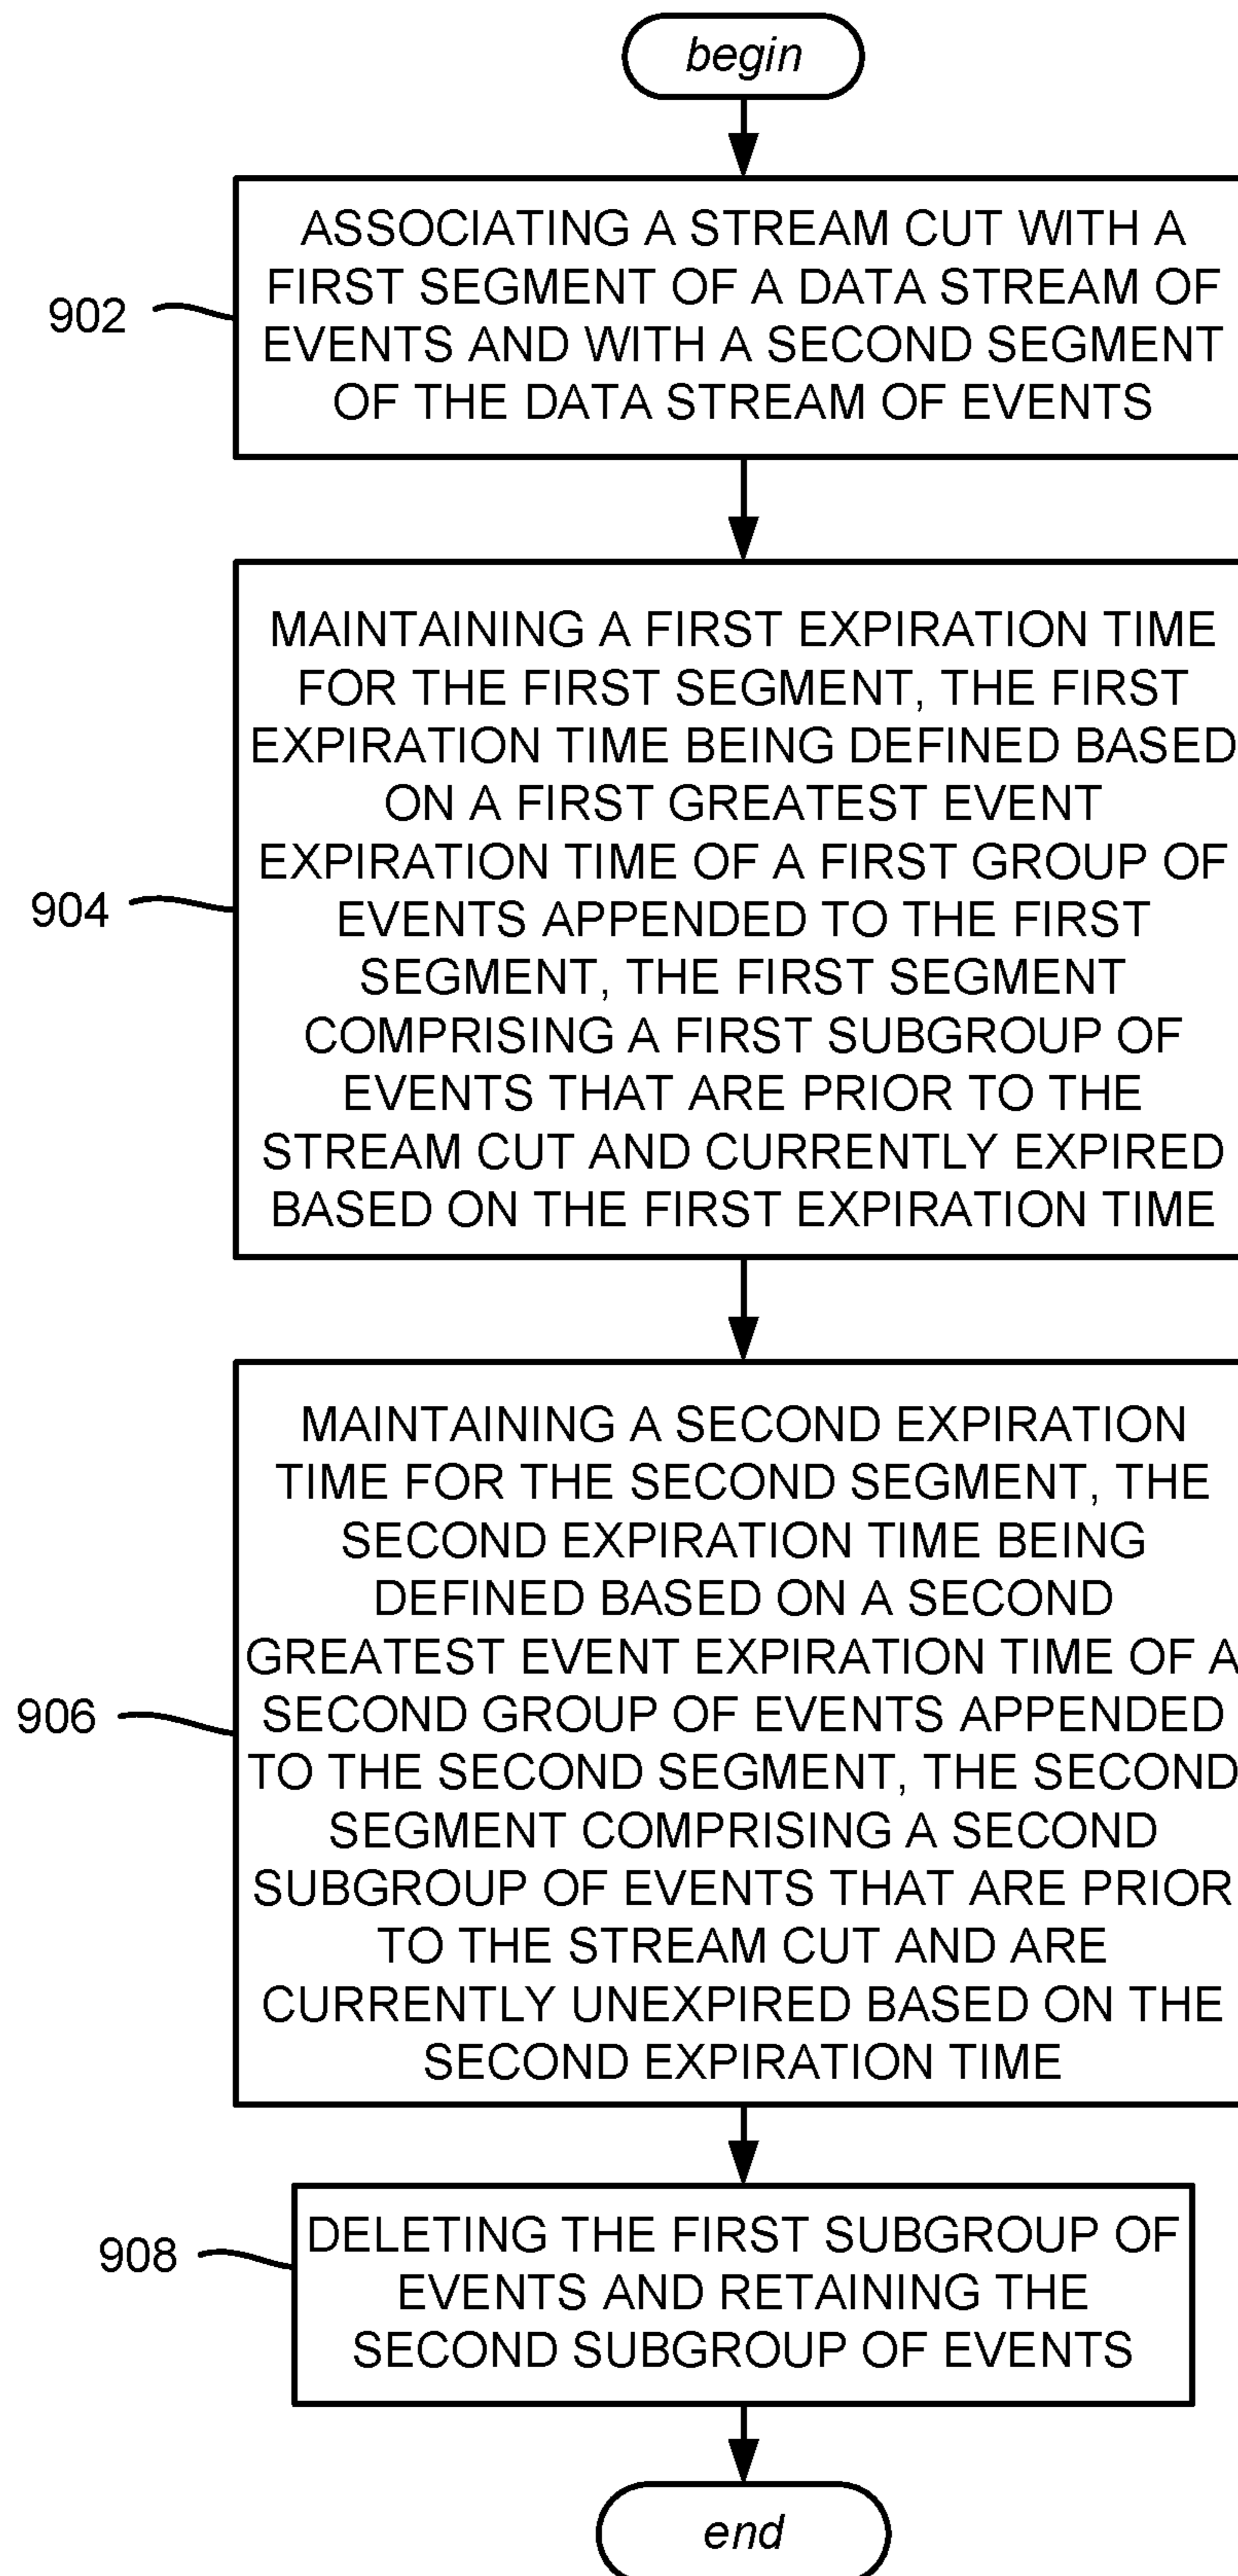 begin
902
ASSOCIATING A STREAM CUT WITH A
FIRST SEGMENT OF A DATA STREAM OF
EVENTS AND WITH A SECOND SEGMENT
OF THE DATA STREAM OF EVENTS
904
MAINTAINING A FIRST EXPIRATION TIME
FOR THE FIRST SEGMENT, THE FIRST
EXPIRATION TIME BEING DEFINED BASED
ON A FIRST GREATEST EVENT
EXPIRATION TIME OF A FIRST GROUP OF
EVENTS APPENDED TO THE FIRST
SEGMENT, THE FIRST SEGMENT
COMPRISING A FIRST SUBGROUP OF
EVENTS THAT ARE PRIOR TO THE
STREAM CUT AND CURRENTLY EXPIRED
BASED ON THE FIRST EXPIRATION TIME
906
MAINTAINING A SECOND EXPIRATION
TIME FOR THE SECOND SEGMENT, THE
SECOND EXPIRATION TIME BEING
DEFINED BASED ON A SECOND
GREATEST EVENT EXPIRATION TIME OF A
SECOND GROUP OF EVENTS APPENDED
TO THE SECOND SEGMENT, THE SECOND
SEGMENT COMPRISING A SECOND
SUBGROUP OF EVENTS THAT ARE PRIOR
TO THE STREAM CUT AND ARE
CURRENTLY UNEXPIRED BASED ON THE
SECOND EXPIRATION TIME
908
DELETING THE FIRST SUBGROUP OF
EVENTS AND RETAINING THE
SECOND SUBGROUP OF EVENTS
end